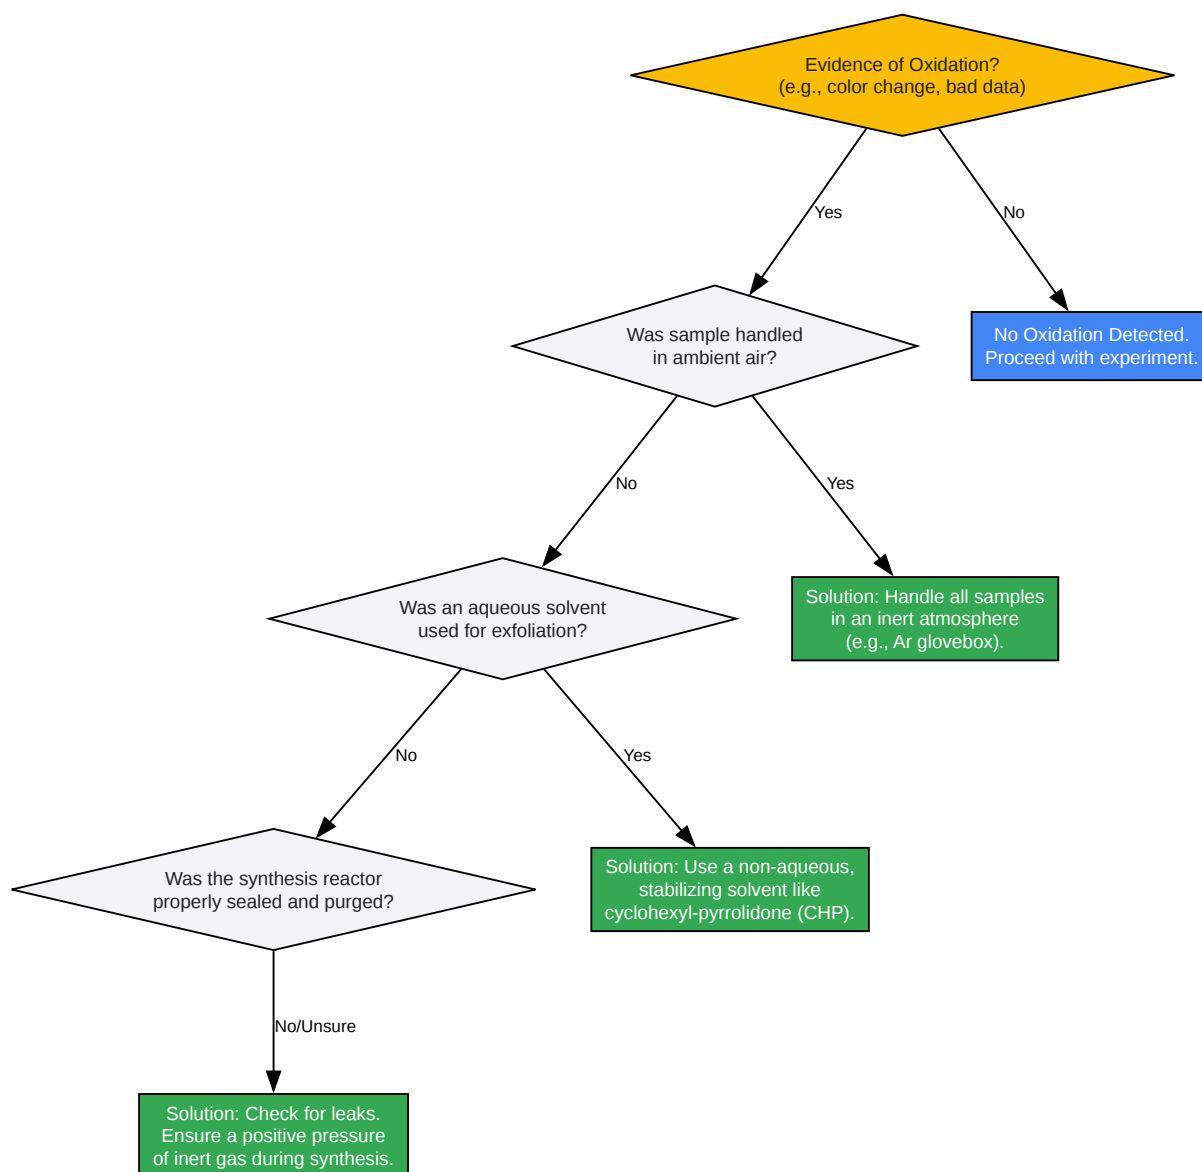 Evidence of Oxidation?
(e.g., color change, bad data)
Yes
No
Was sample handled
in ambient air?
No Oxidation Detected.
Proceed with experiment.
No
Yes
Was an aqueous solvent
used for exfoliation?
Solution: Handle all samples
in an inert atmosphere
(e.g., Ar glovebox).
No
Yes
Was the synthesis reactor
properly sealed and purged?
Solution: Use a non-aqueous,
stabilizing solvent like
cyclohexyl-pyrrolidone (CHP).
No/Unsure
Solution: Check for leaks.
Ensure a positive pressure
of inert gas during synthesis.